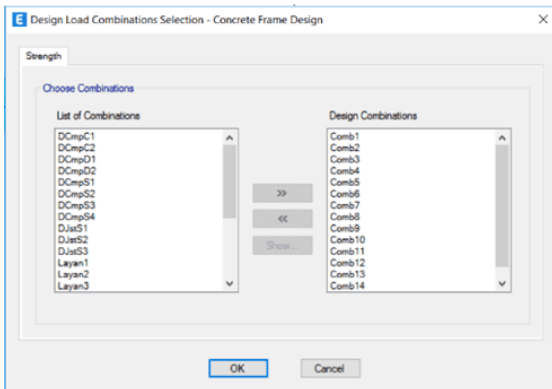 E Design Load Combinations Selection - Concrete Frame Design
Strength
Choose Combinations
List of Combinations
DCmpC1
DCmpC2
DCmpD1
DCmpD2
DCmpS1
DCmpS2
DCmpS3
DCmpS4
DJstS1
DJstS2
DJstS3
Layan1
Layan2
Layan3
>>
<<
Show...
Design Combinations
Comb1
Comb2
Comb3
Comb4
Comb5
Comb6
Comb7
Comb8
Comb9
Comb10
Comb11
Comb12
Comb13
Comb14
OK
Cancel